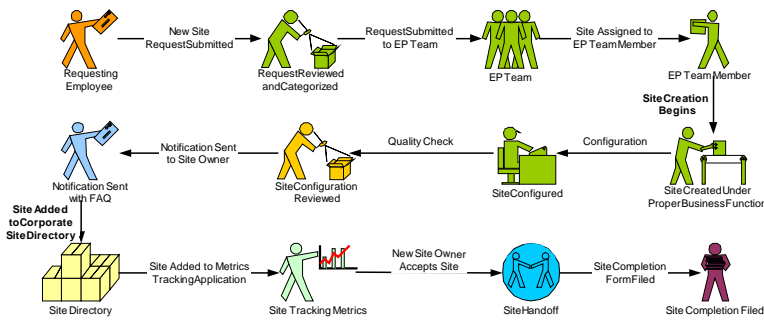 New Site
RequestSubmitted
RequestSubmitted
to EP Team
Site Assigned to
EP TeamMember
Requesting
Employee
RequestReviewed
andCategorized
EP Team
EP TeamMember
SiteCreation
Begins
Notification Sent
to Site Owner
Quality Check
Configuration
Notification Sent
with FAQ
SiteConfiguration
Reviewed
SiteConfigured
SiteCreatedUnder
ProperBusinessFunction
Site Added
toCorporate
SiteDirectory
Site Added to Metrics
TrackingApplication
New Site Owner
Accepts Site
SiteCompletion
FormFiled
Site Directory
Site Tracking Metrics
SiteHandoff
Site Completion Filed